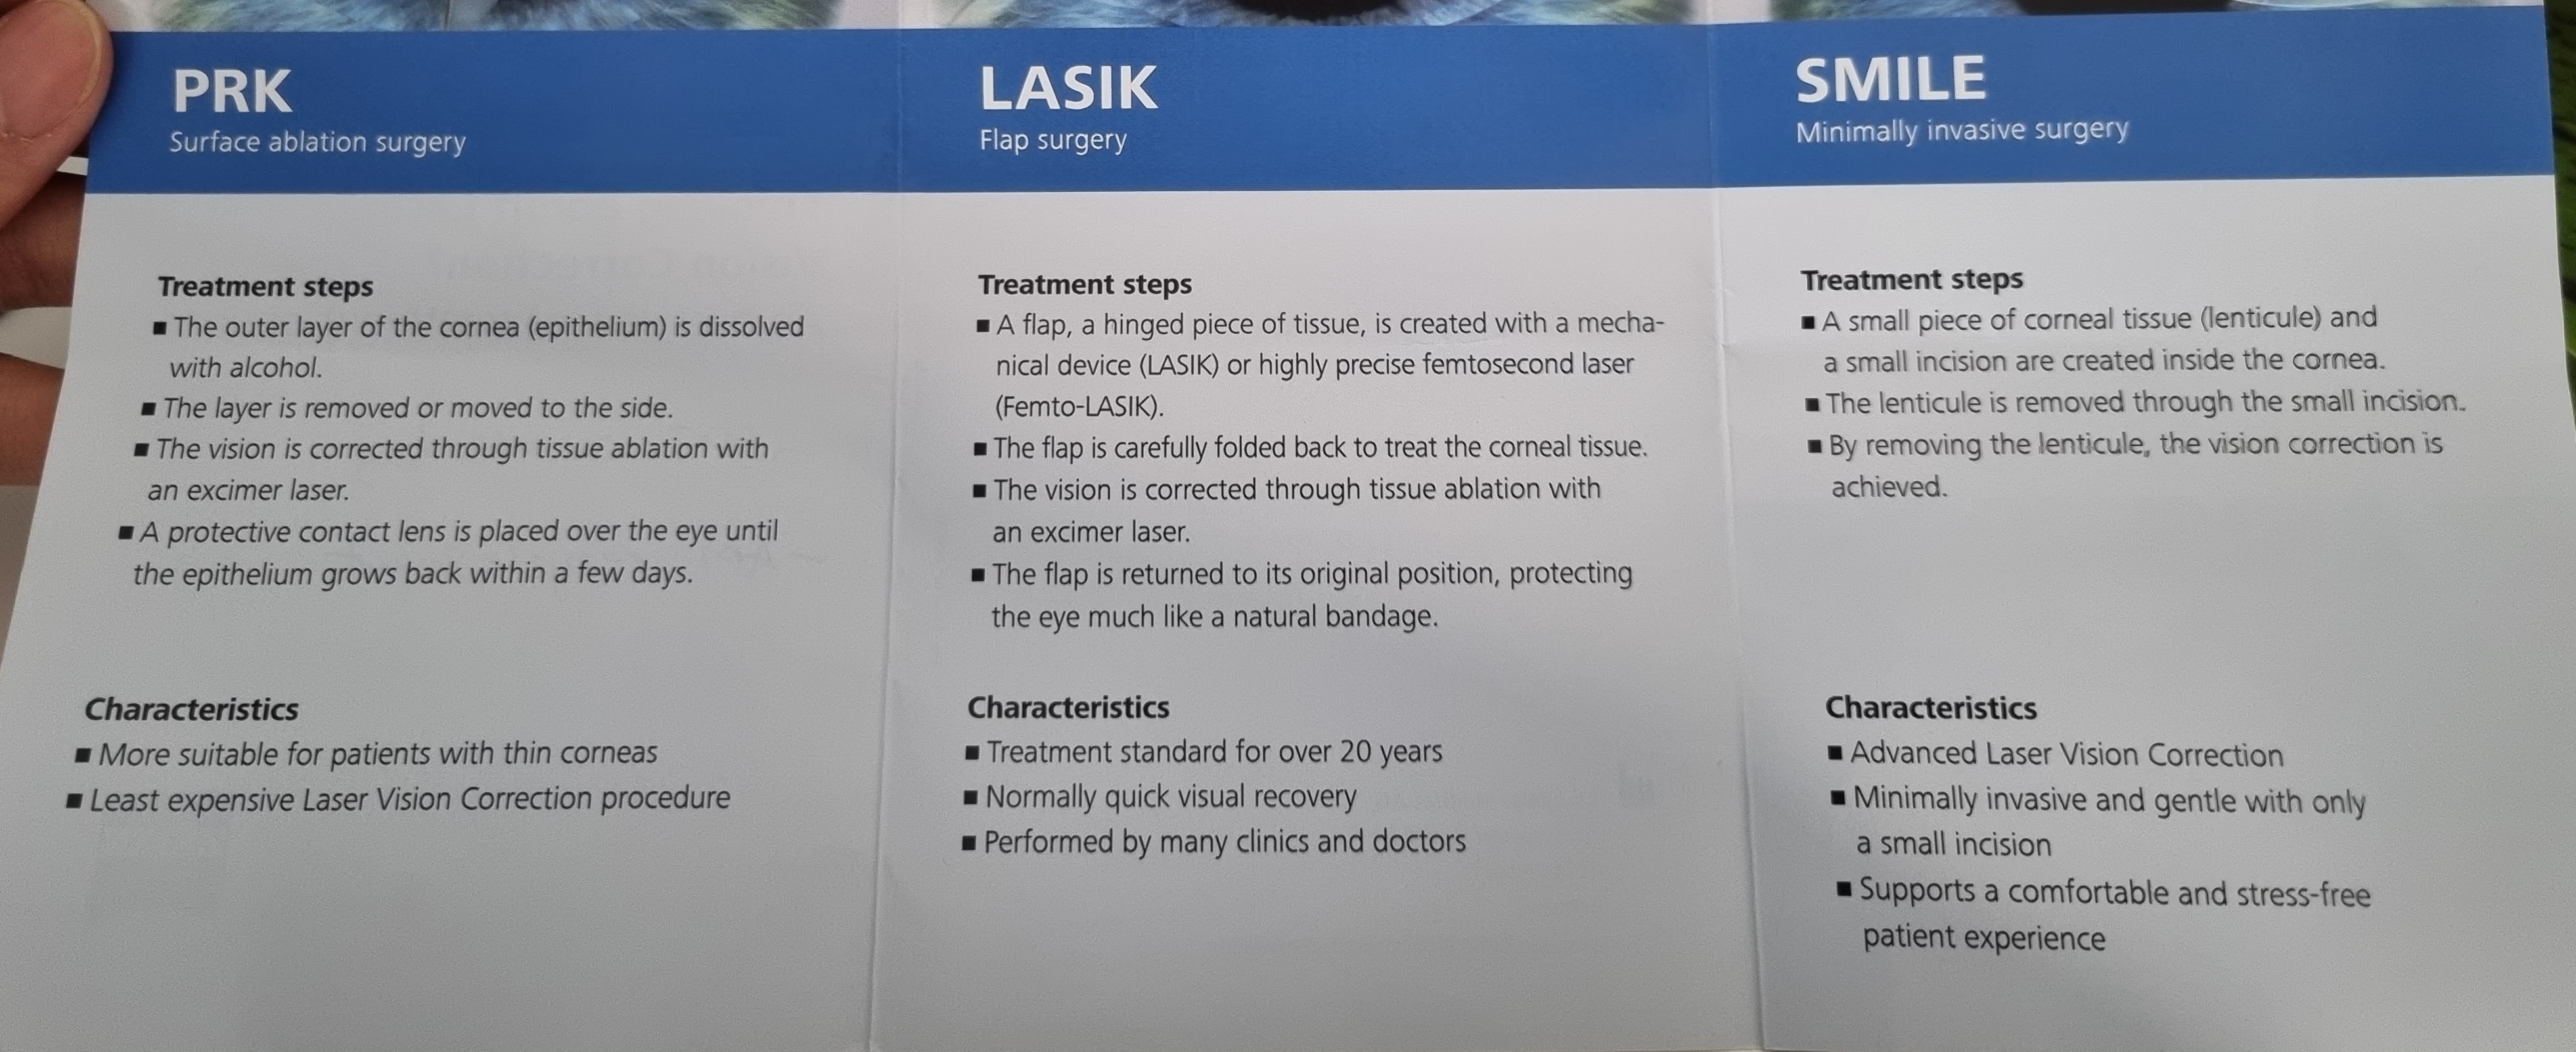 PRK
Surface ablation surgery
Treatment steps
■ The outer layer of the cornea (epithelium) is dissolved
with alcohol.
■ The layer is removed or moved to the side.
■ The vision is corrected through tissue ablation with
an excimer laser.
■ A protective contact lens is placed over the eye until
the epithelium grows back within a few days.
Characteristics
■ More suitable for patients with thin corneas
■ Least expensive Laser Vision Correction procedure
LASIK
Flap surgery
Treatment steps
■ A flap, a hinged piece of tissue, is created with a mecha-
nical device (LASIK) or highly precise femtosecond laser
(Femto-LASIK).
■ The flap is carefully folded back to treat the corneal tissue.
■ The vision is corrected through tissue ablation with
an excimer laser.
■ The flap is returned to its original position, protecting
the eye much like a natural bandage.
Characteristics
■ Treatment standard for over 20 years
■ Normally quick visual recovery
■ Performed by many clinics and doctors
SMILE
Minimally invasive surgery
Treatment steps
■ A small piece of corneal tissue (lenticule) and
a small incision are created inside the cornea.
■ The lenticule is removed through the small incision.
■ By removing the lenticule, the vision correction is
achieved.
Characteristics
■ Advanced Laser Vision Correction
■ Minimally invasive and gentle with only
a small incision
■ Supports a comfortable and stress-free
patient experience